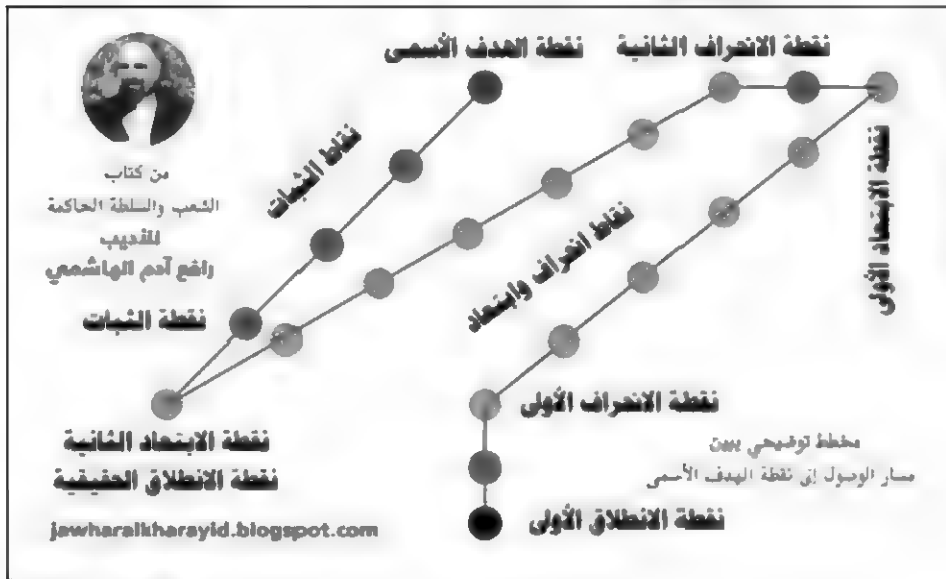 نقطة الهدف الأسمى
نقطة الانحراف الثانية
نقاط الثبات
من كتاب
الشعب والسلطة الحاكمة
للأديب
رافع آدم الهاشمي
نقطة الابتعاد الأولى
نقاط انحراف وابتعاد
نقطة الثبات
نقطة الانحراف الأولى
نقطة الابتعاد الثانية
نقطة الانطلاق الحقيقية
مخطط توضيحي يبين
مسار الوصول إلى نقطة الهدف الأسمى
نقطة الانطلاق الأولى
jawharalkharayid.blogspot.com